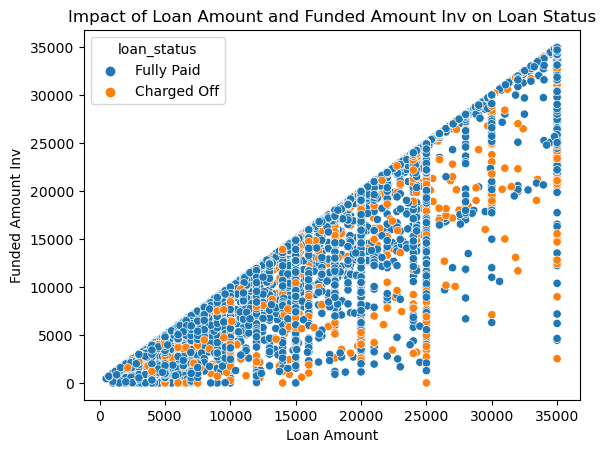 Impact of Loan Amount and Funded Amount Inv on Loan Status
loan_status
Fully Paid
Charged Off
Funded Amount Inv
35000
30000
25000
20000
15000
10000
5000
0
0 5000 10000 15000 20000 25000 30000 35000
Loan Amount